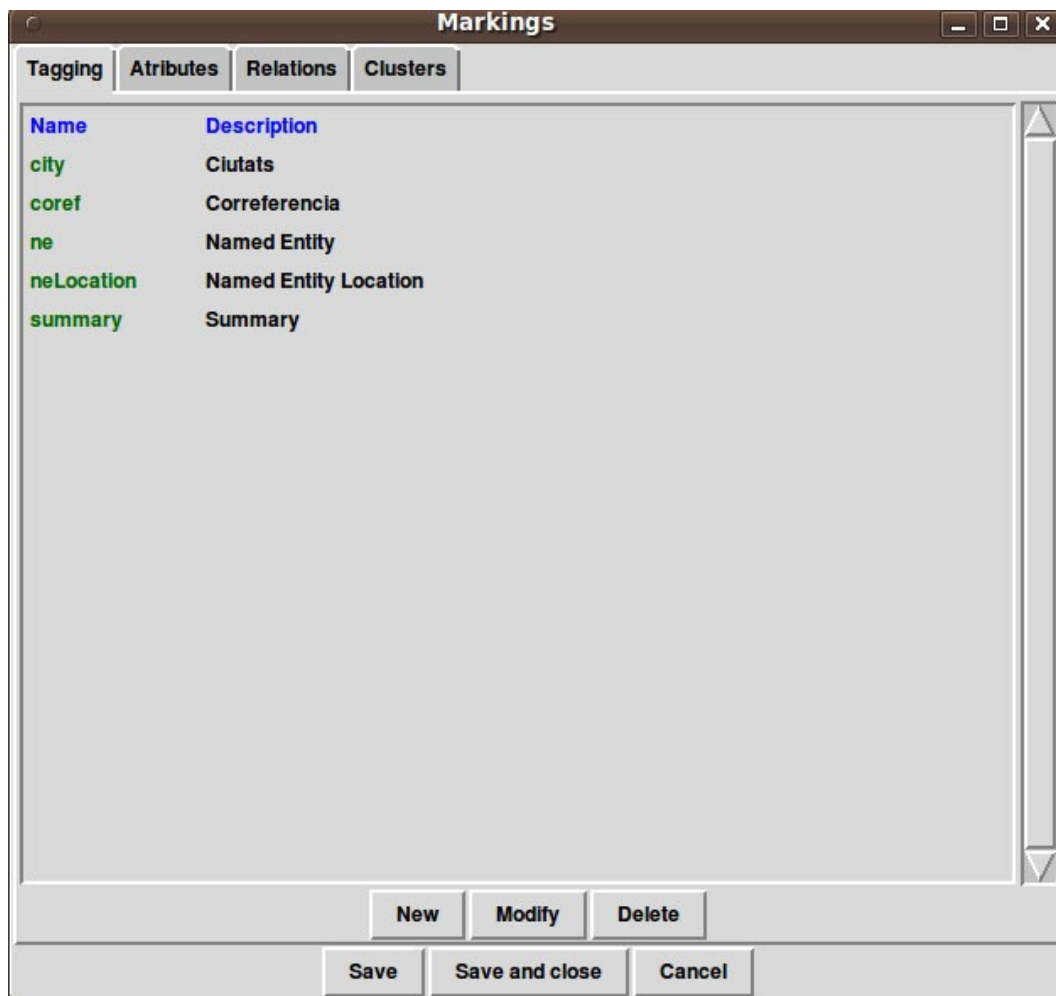 Markings
Tagging Atributes Relations Clusters
Name Description
city Ciutats
coref Correferencia
ne Named Entity
neLocation Named Entity Location
summary Summary
New Modify Delete
Save Save and close Cancel